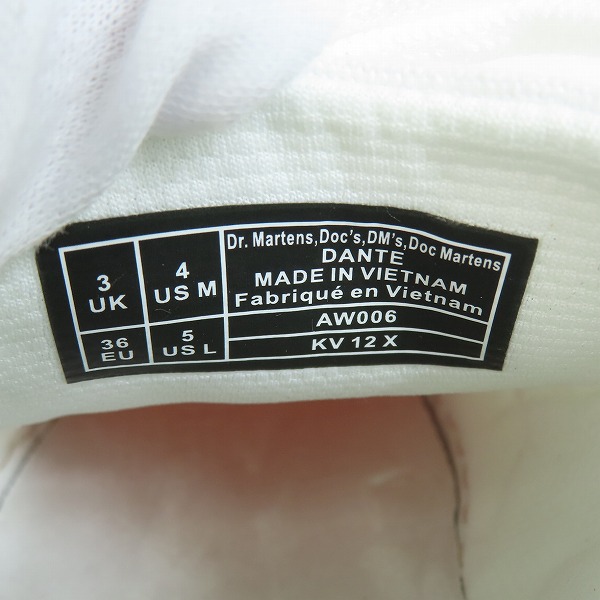 3
UK
4
US M
36
EU
5
US L
Dr. Martens,Doc's,DM's,Doc Martens
DANTE
MADE IN VIETNAM
Fabriqué en Vietnam
AW006
KV 12 X